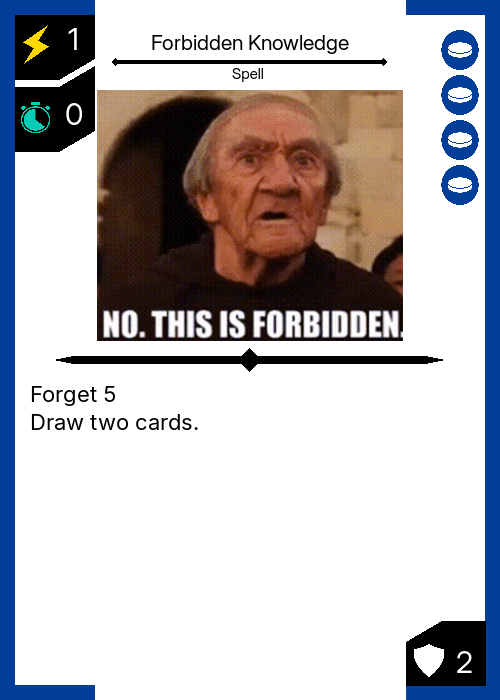 1
Forbidden Knowledge
Spell
0
NO. THIS IS FORBIDDEN.
Forget 5
Draw two cards.
2